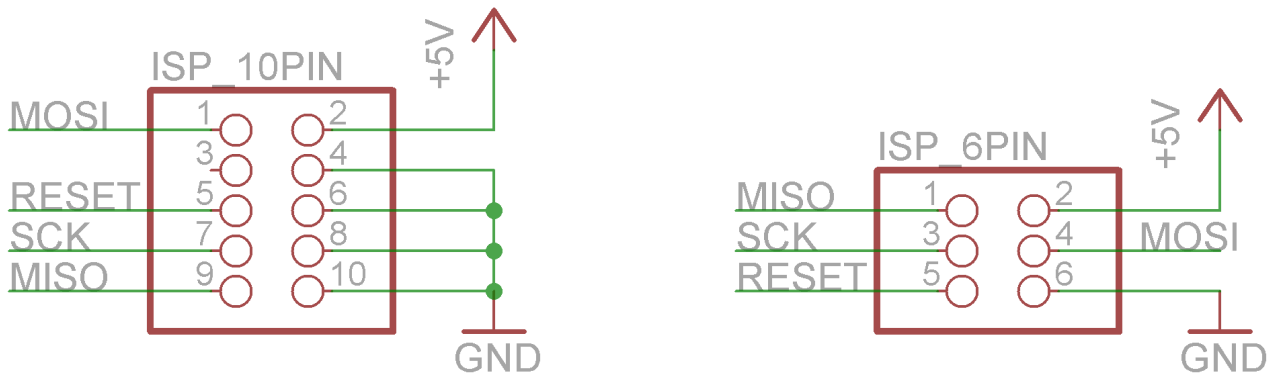 ISP_10PIN
+5V
MOSI 1 2
3 4
RESET 5 6
SCK 7 8
MISO 9 10
GND
ISP_6PIN
+5V
MISO 1 2
SCK 3 4 MOSI
RESET 5 6
GND